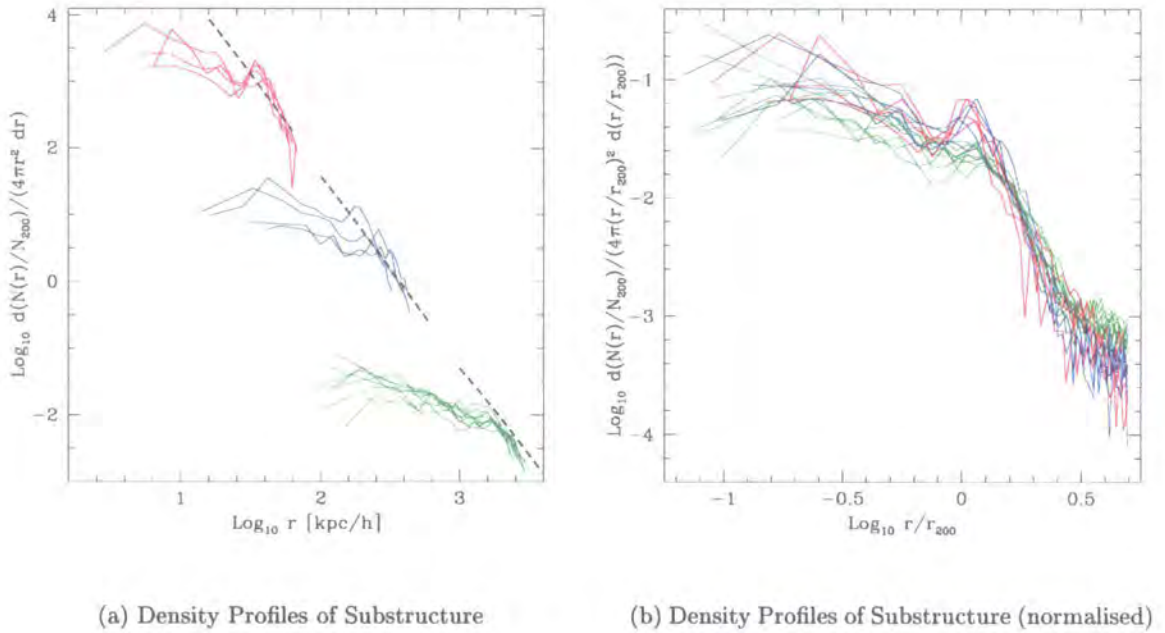 4
2
0
−2
Log₁₀ d(N(r)/N₂₀₀)/(4πr² dr)
1
2
3
Log₁₀ r [kpc/h]
−1
−2
−3
−4
Log₁₀ d(N(r)/N₂₀₀)/(4π(r/r₂₀₀)² d(r/r₂₀₀))
−1
−0.5
0
0.5
Log₁₀ r/r₂₀₀
(a) Density Profiles of Substructure
(b) Density Profiles of Substructure (normalised)